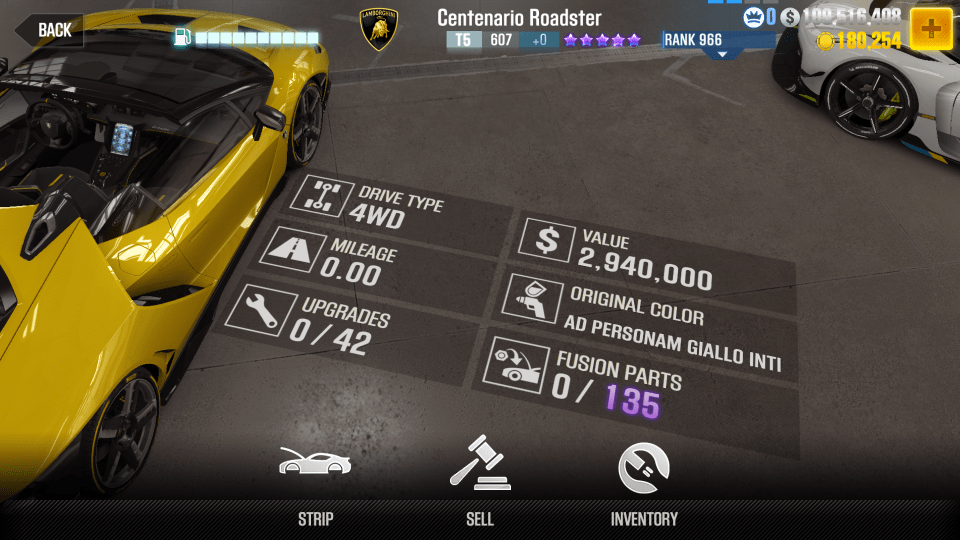 BACK
LAMBORGHINI
Centenario Roadster
T5 607 +0
RANK 966
0
180,254
DRIVE TYPE
4WD
MILEAGE
0.00
UPGRADES
0 / 42
VALUE
2,940,000
ORIGINAL COLOR
AD PERSONAM GIALLO INTI
FUSION PARTS
0 / 135
STRIP
SELL
INVENTORY